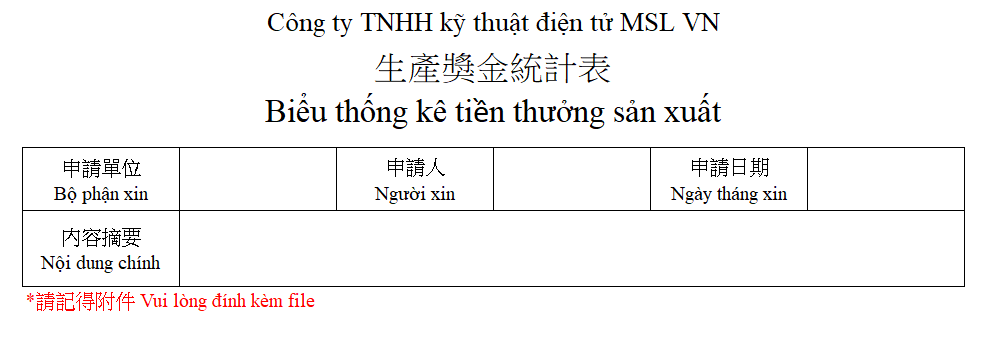 Công ty TNHH kỹ thuật điện tử MSL VN
生產獎金統計表
Biểu thống kê tiền thưởng sản xuất
申請單位
Bộ phận xin
申請人
Người xin
申請日期
Ngày tháng xin
內容摘要
Nội dung chính
*請記得附件 Vui lòng đính kèm file